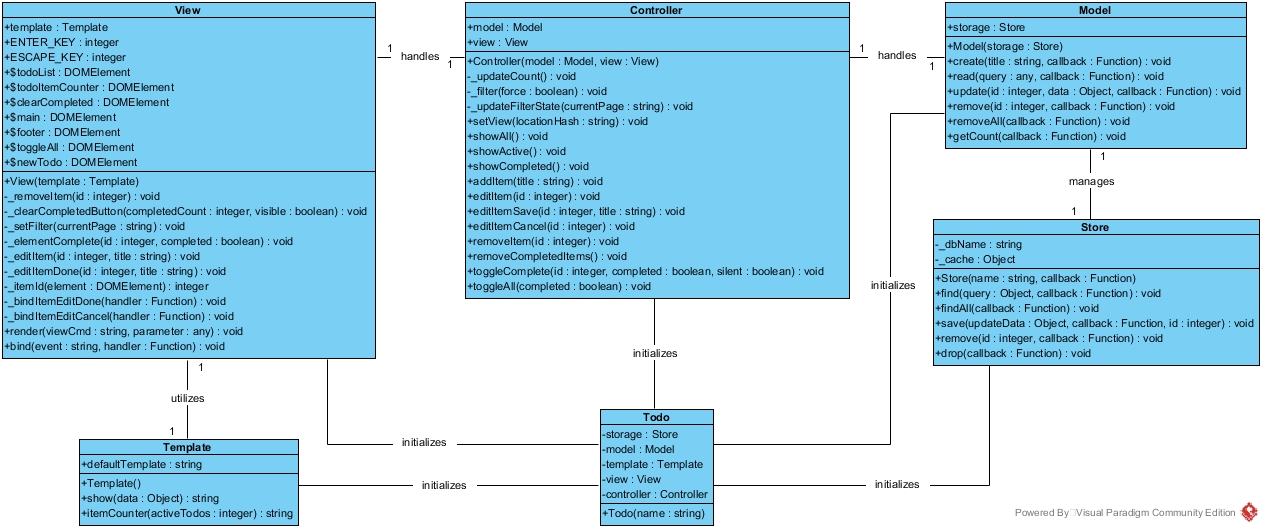 View
+template : Template
+ENTER_KEY : integer
+ESCAPE_KEY : integer
+$todoList : DOMElement
+$todoItemCounter : DOMElement
+$clearCompleted : DOMElement
+$main : DOMElement
+$footer : DOMElement
+$toggleAll : DOMElement
+$newTodo : DOMElement
+View(template : Template)
-_removeItem(id : integer) : void
-_clearCompletedButton(completedCount : integer, visible : boolean) : void
-_setFilter(currentPage : string) : void
-_elementComplete(id : integer, completed : boolean) : void
-_editItem(id : integer, title : string) : void
-_editItemDone(id : integer, title : string) : void
-_itemId(element : DOMElement) : integer
-_bindItemEditDone(handler : Function) : void
-_bindItemEditCancel(handler : Function) : void
+render(viewCmd : string, parameter : any) : void
+bind(event : string, handler : Function) : void
1
handles
1
Controller
+model : Model
+view : View
+Controller(model : Model, view : View)
-_updateCount() : void
-_filter(force : boolean) : void
-_updateFilterState(currentPage : string) : void
+setView(locationHash : string) : void
+showAll() : void
+showActive() : void
+showCompleted() : void
+addItem(title : string) : void
+editItem(id : integer) : void
+editItemSave(id : integer, title : string) : void
+editItemCancel(id : integer) : void
+removeItem(id : integer) : void
+removeCompletedItems() : void
+toggleComplete(id : integer, completed : boolean, silent : boolean) : void
+toggleAll(completed : boolean) : void
1
handles
1
Model
+storage : Store
+Model(storage : Store)
+create(title : string, callback : Function) : void
+read(query : any, callback : Function) : void
+update(id : integer, data : Object, callback : Function) : void
+remove(id : integer, callback : Function) : void
+removeAll(callback : Function) : void
+getCount(callback : Function) : void
1
manages
1
Store
-_dbName : string
-_cache : Object
+Store(name : string, callback : Function)
+find(query : Object, callback : Function) : void
+findAll(callback : Function) : void
+save(updateData : Object, callback : Function, id : integer) : void
+remove(id : integer, callback : Function) : void
+drop(callback : Function) : void
initializes
initializes
1
utilizes
1
Template
+defaultTemplate : string
+Template()
+show(data : Object) : string
+itemCounter(activeTodos : integer) : string
initializes
initializes
Todo
-storage : Store
-model : Model
-template : Template
-view : View
-controller : Controller
+Todo(name : string)
initializes
Powered By Visual Paradigm Community Edition